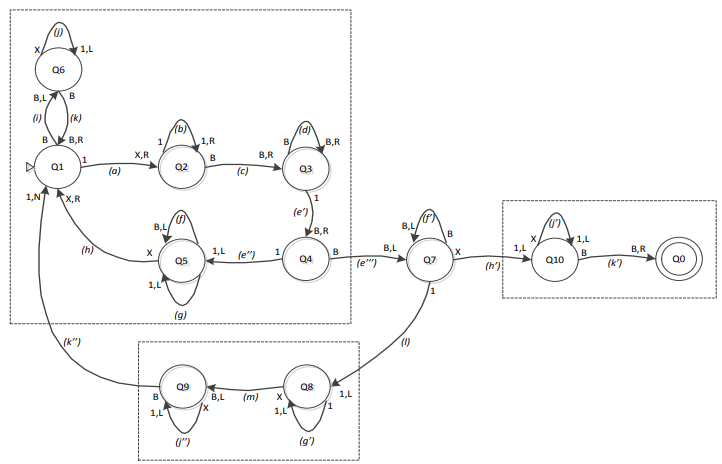 (j)
X 1,L
Q6
B,L B
(i) (k)
B B,R
Q1 1 (a) X,R
(b)
1 1,R
Q2 B (c) B,R
(d)
B B,R
Q3
1
(e')
B,R
1,N X,R
(h)
(f)
B,L
X Q5 1,L (e'') 1 Q4 B (e''') B,L
1,L
(g)
(f')
B
B,L
Q7 X (h') 1,L
1
(j')
X 1,L
Q10 B (k') B,R Q0
(l)
(k'')
B Q9 B,L (m) X Q8 1,L
1,L X
(j'')
1,L 1
(g')